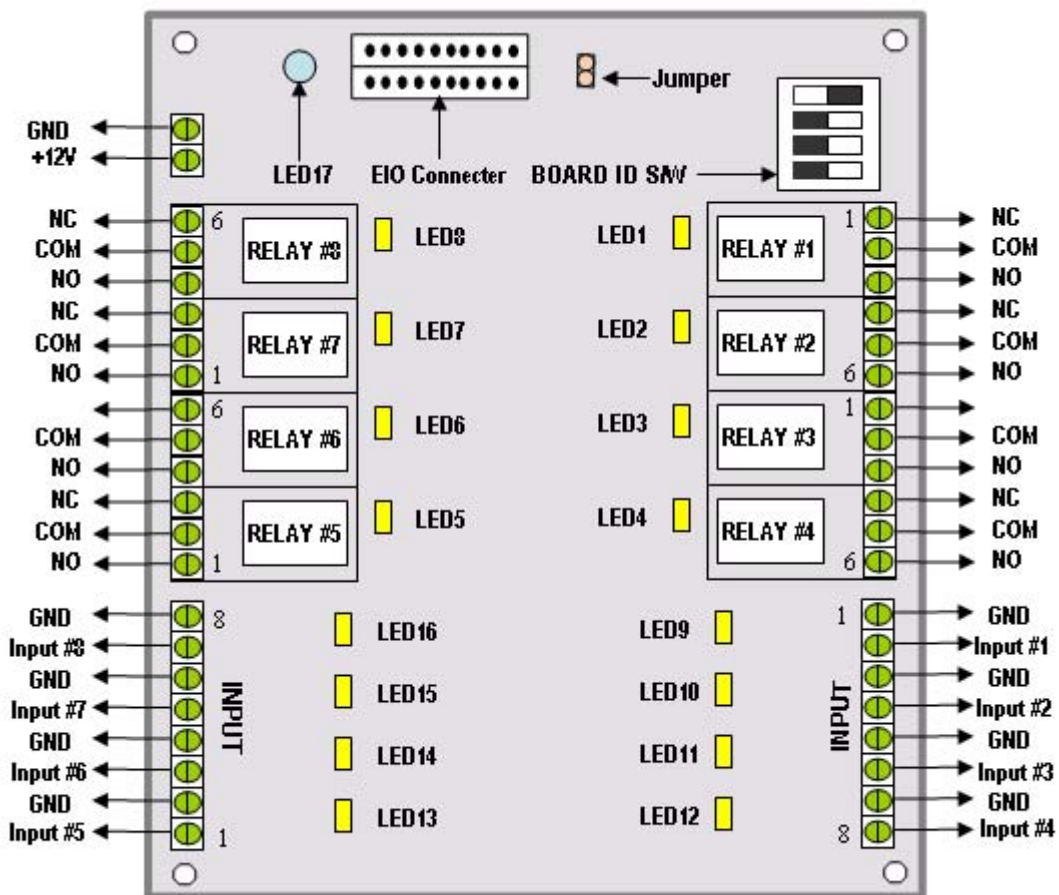 Jumper
GND
+12V
LED17
EIO Connecter
BOARD ID S/W
NC
6
RELAY #8
LED8
LED1
RELAY #1
1
NC
COM
COM
NO
NO
NC
RELAY #7
LED7
LED2
RELAY #2
NC
COM
COM
NO
1
6
NO
6
RELAY #6
LED6
LED3
RELAY #3
1
COM
COM
NO
NO
NC
RELAY #5
LED5
LED4
RELAY #4
NC
COM
COM
NO
1
6
NO
GND
8
LED16
LED9
1
GND
Input #8
Input #1
GND
INPUT
LED15
LED10
INPUT
GND
Input #7
Input #2
GND
LED14
LED11
GND
Input #6
Input #3
GND
LED13
LED12
GND
Input #5
1
8
Input #4